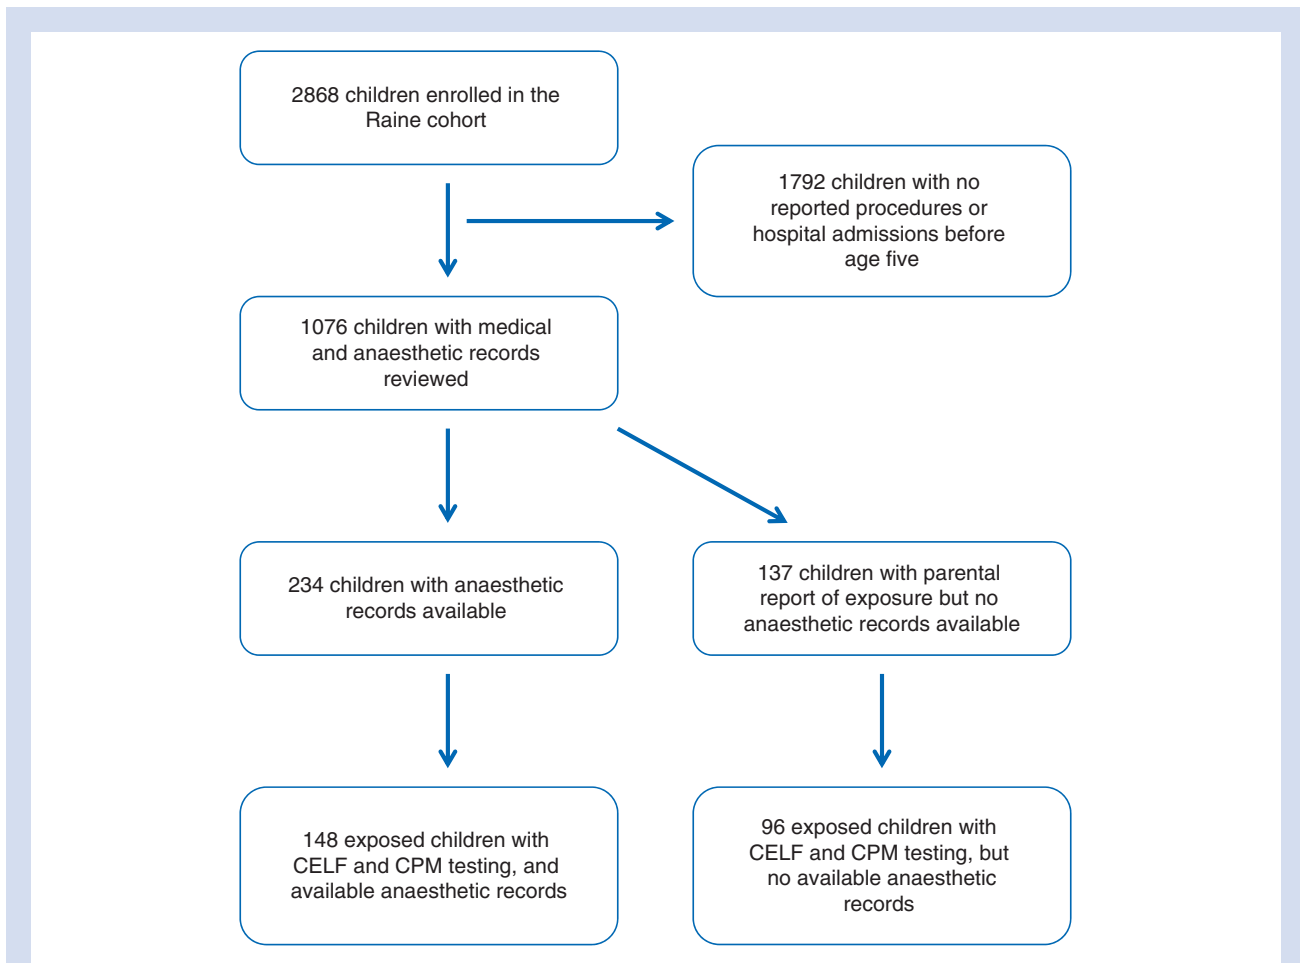 2868 children enrolled in the
Raine cohort
1792 children with no
reported procedures or
hospital admissions before
age five
1076 children with medical
and anaesthetic records
reviewed
234 children with anaesthetic
records available
137 children with parental
report of exposure but no
anaesthetic records available
148 exposed children with
CELF and CPM testing, and
available anaesthetic records
96 exposed children with
CELF and CPM testing, but
no available anaesthetic
records